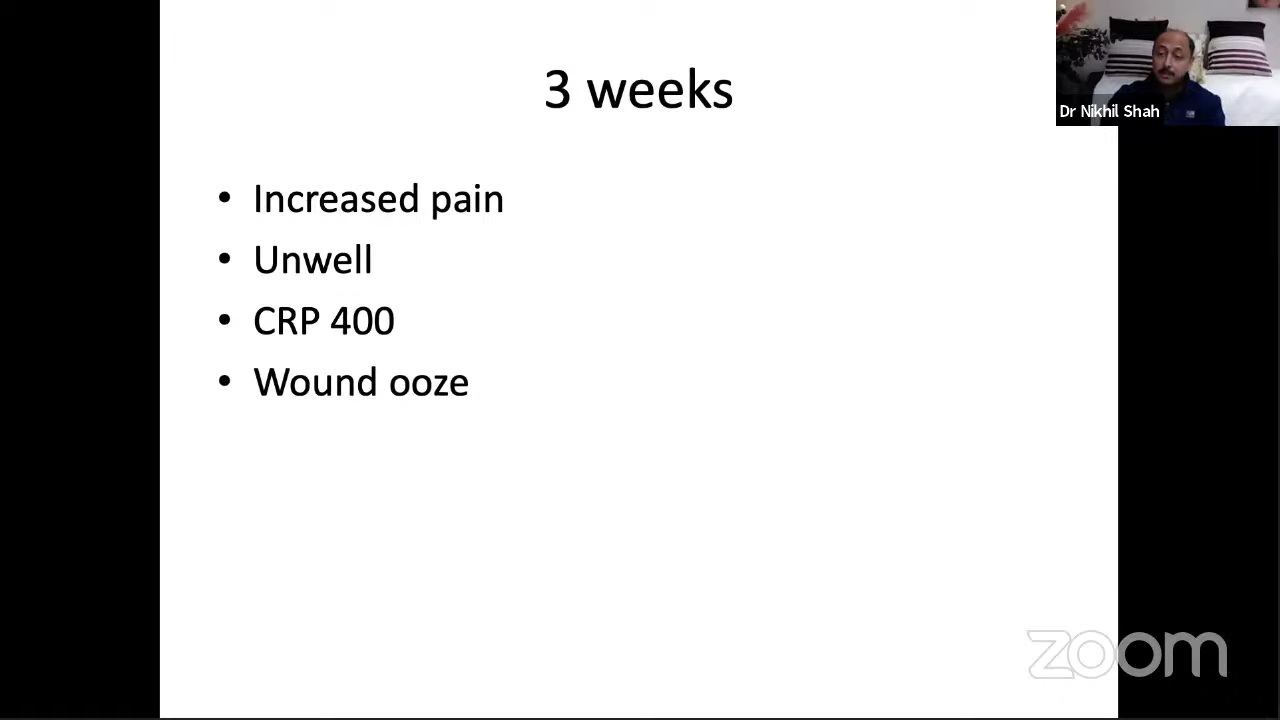 3 weeks
Dr Nikhil Shah
• Increased pain
• Unwell
• CRP 400
• Wound ooze
zoom